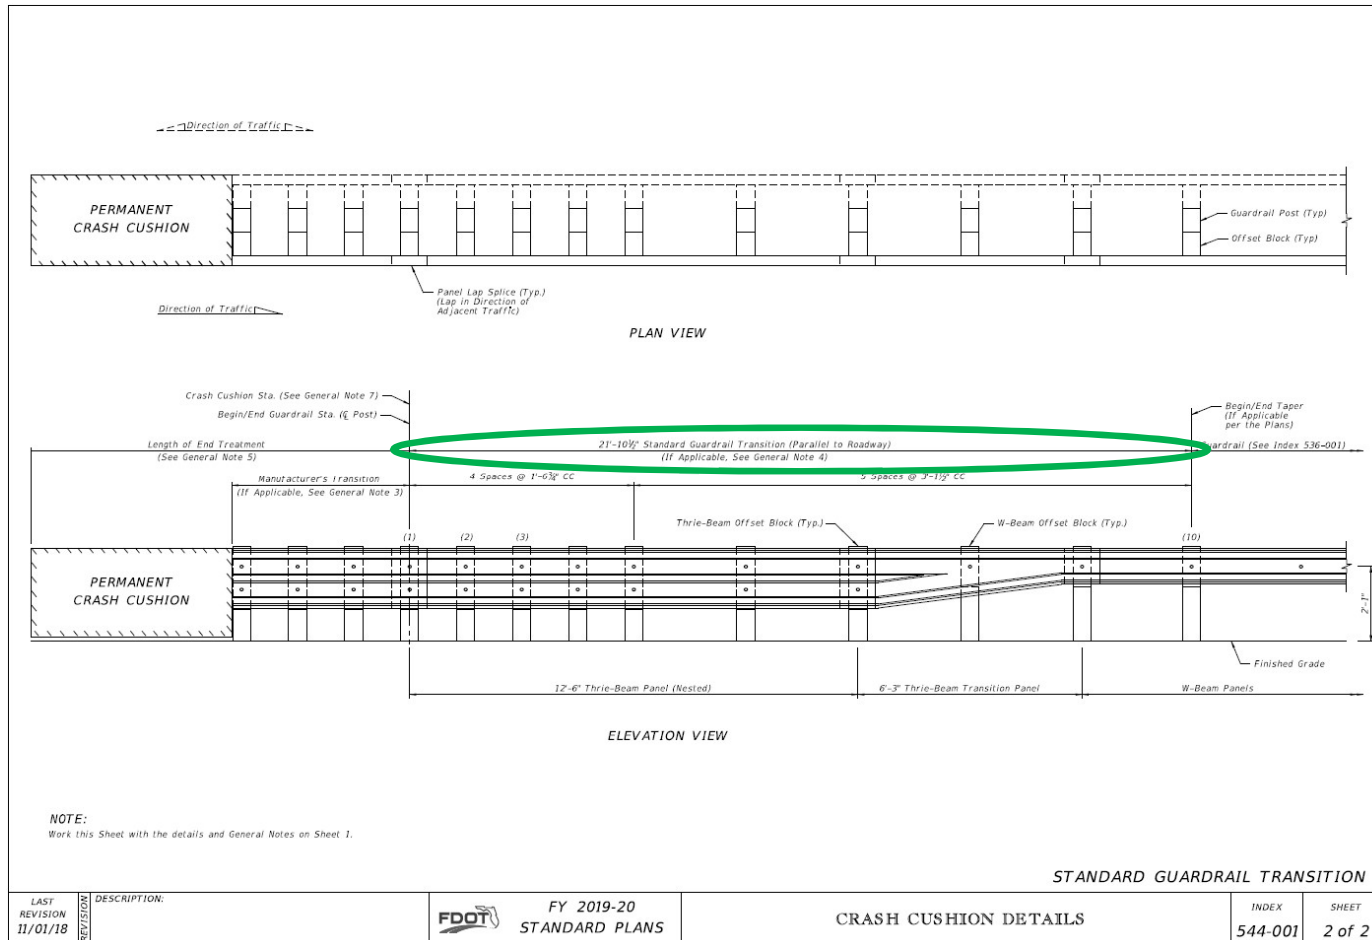 Direction of Traffic
PERMANENT
CRASH CUSHION
Guardrail Post (Typ)
Offset Block (Typ)
Panel Lap Splice (Typ.)
(Lap in Direction of
Adjacent Traffic)
Direction of Traffic
PLAN VIEW
Crash Cushion Sta. (See General Note 7)
Begin/End Guardrail Sta. (℄ Post)
Begin/End Taper
(If Applicable
per the Plans)
Length of End Treatment
(See General Note 5)
21'-10½" Standard Guardrail Transition (Parallel to Roadway)
(If Applicable, See General Note 4)
Guardrail (See Index 536-001)
Manufacturer's Transition
(If Applicable, See General Note 3)
4 Spaces @ 1'-6¾" CC
5 Spaces @ 3'-1½" CC
Thrie-Beam Offset Block (Typ.)
W-Beam Offset Block (Typ.)
(1)
(2)
(3)
(10)
PERMANENT
CRASH CUSHION
2'-1"
Finished Grade
12'-6" Thrie-Beam Panel (Nested)
6'-3" Thrie-Beam Transition Panel
W-Beam Panels
ELEVATION VIEW
NOTE:
Work this Sheet with the details and General Notes on Sheet 1.
STANDARD GUARDRAIL TRANSITION
LAST
REVISION
11/01/18
REVISION
DESCRIPTION:
FDOT
FY 2019-20
STANDARD PLANS
CRASH CUSHION DETAILS
INDEX
544-001
SHEET
2 of 2